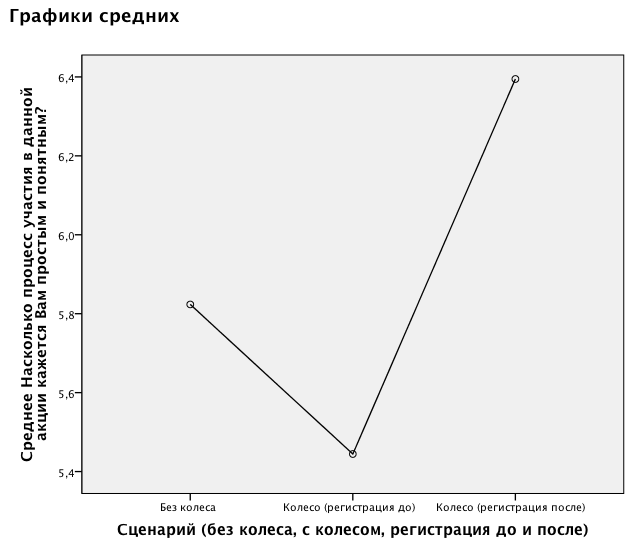 Графики средних
Среднее Насколько процесс участия в данной
акции кажется Вам простым и понятным?
6,4
6,2
6,0
5,8
5,6
5,4
Без колеса
Колесо (регистрация до)
Колесо (регистрация после)
Сценарий (без колеса, с колесом, регистрация до и после)